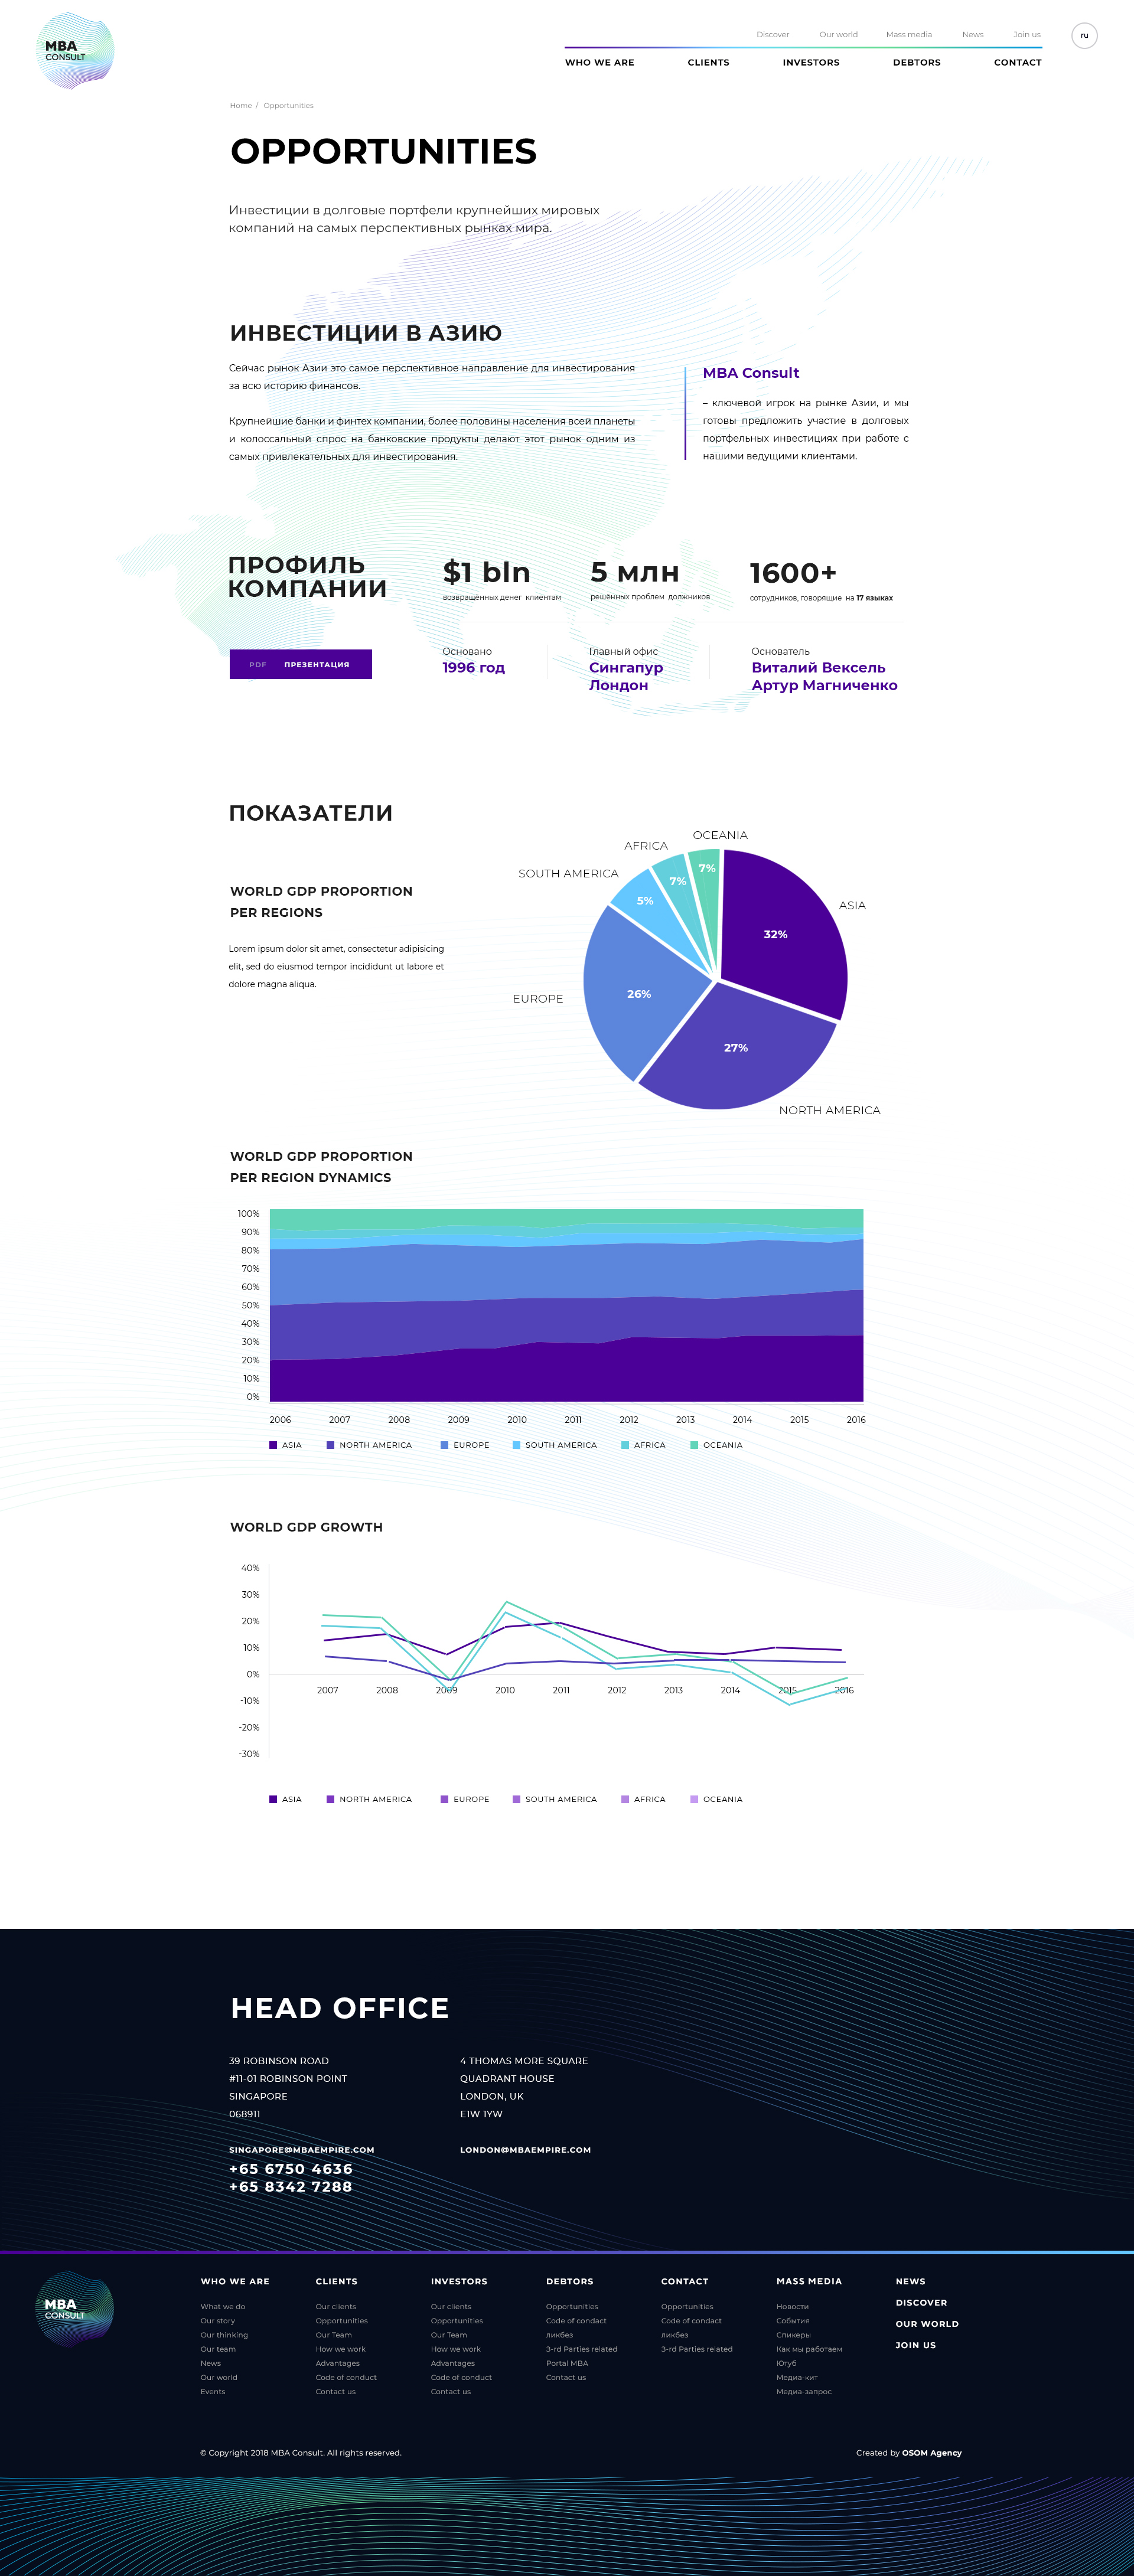 MBA
CONSULT
Discover Our world Mass media News Join us
ru
WHO WE ARE CLIENTS INVESTORS DEBTORS CONTACT
Home / Opportunities
OPPORTUNITIES
Инвестиции в долговые портфели крупнейших мировых
компаний на самых перспективных рынках мира.
ИНВЕСТИЦИИ В АЗИЮ
Сейчас рынок Азии это самое перспективное направление для инвестирования
за всю историю финансов.
Крупнейшие банки и финтех компании, более половины населения всей планеты
и колоссальный спрос на банковские продукты делают этот рынок одним из
самых привлекательных для инвестирования.
MBA Consult
– ключевой игрок на рынке Азии, и мы
готовы предложить участие в долговых
портфельных инвестициях при работе с
нашими ведущими клиентами.
ПРОФИЛЬ
КОМПАНИИ
$1 bln
возвращённых денег клиентам
5 млн
решённых проблем должников
1600+
сотрудников, говорящие на 17 языках
PDF ПРЕЗЕНТАЦИЯ
Основано
1996 год
Главный офис
Сингапур
Лондон
Основатель
Виталий Вексель
Артур Магниченко
ПОКАЗАТЕЛИ
WORLD GDP PROPORTION
PER REGIONS
Lorem ipsum dolor sit amet, consectetur adipisicing
elit, sed do eiusmod tempor incididunt ut labore et
dolore magna aliqua.
OCEANIA
AFRICA
SOUTH AMERICA
ASIA
EUROPE
NORTH AMERICA
7%
7%
5%
32%
26%
27%
WORLD GDP PROPORTION
PER REGION DYNAMICS
100%
90%
80%
70%
60%
50%
40%
30%
20%
10%
0%
2006 2007 2008 2009 2010 2011 2012 2013 2014 2015 2016
ASIA NORTH AMERICA EUROPE SOUTH AMERICA AFRICA OCEANIA
WORLD GDP GROWTH
40%
30%
20%
10%
0%
-10%
-20%
-30%
2007 2008 2009 2010 2011 2012 2013 2014 2015 2016
ASIA NORTH AMERICA EUROPE SOUTH AMERICA AFRICA OCEANIA
HEAD OFFICE
39 ROBINSON ROAD
#11-01 ROBINSON POINT
SINGAPORE
068911
SINGAPORE@MBAEMPIRE.COM
+65 6750 4636
+65 8342 7288
4 THOMAS MORE SQUARE
QUADRANT HOUSE
LONDON, UK
E1W 1YW
LONDON@MBAEMPIRE.COM
MBA
CONSULT
WHO WE ARE
What we do
Our story
Our thinking
Our team
News
Our world
Events
CLIENTS
Our clients
Opportunities
Our Team
How we work
Advantages
Code of conduct
Contact us
INVESTORS
Our clients
Opportunities
Our Team
How we work
Advantages
Code of conduct
Contact us
DEBTORS
Opportunities
Code of condact
ликбез
3-rd Parties related
Portal MBA
Contact us
CONTACT
Opportunities
Code of condact
ликбез
3-rd Parties related
MASS MEDIA
Новости
События
Спикеры
Как мы работаем
Ютуб
Медиа-кит
Медиа-запрос
NEWS
DISCOVER
OUR WORLD
JOIN US
© Copyright 2018 MBA Consult. All rights reserved.
Created by OSOM Agency